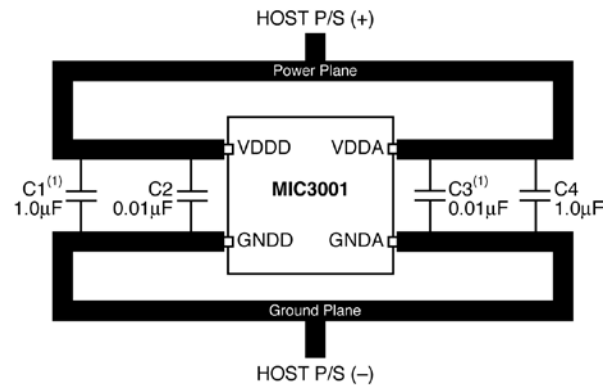 HOST P/S (+)
Power Plane
VDDD
VDDA
C1(1)
1.0µF
C2
0.01µF
MIC3001
C3(1)
0.01µF
C4
1.0µF
GNDD
GNDA
Ground Plane
HOST P/S (–)